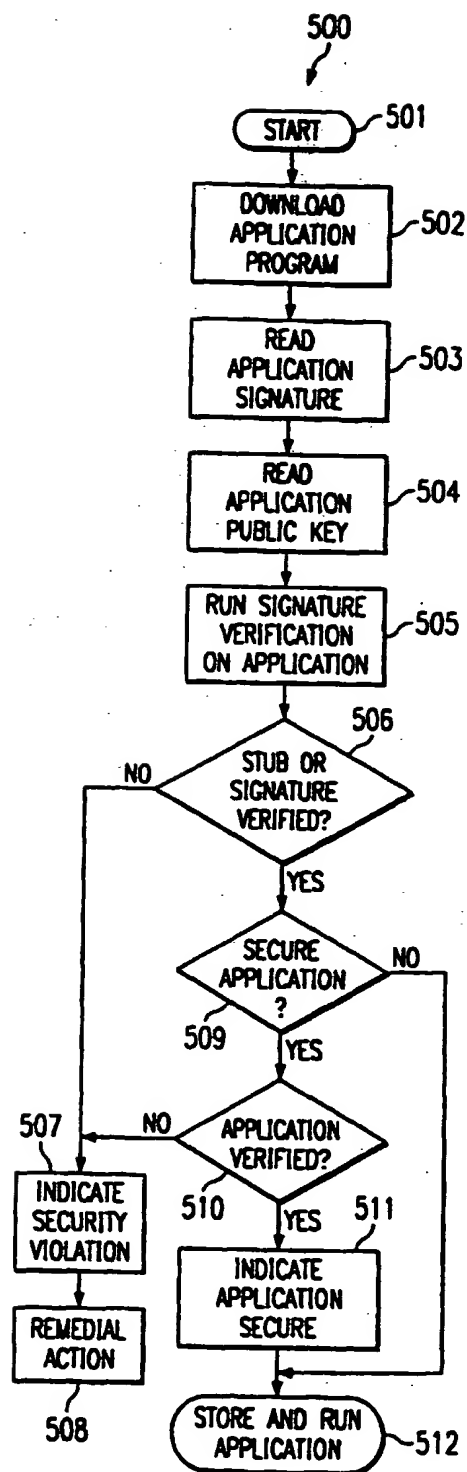 500
START
501
DOWNLOAD
APPLICATION
PROGRAM
502
READ
APPLICATION
SIGNATURE
503
READ
APPLICATION
PUBLIC KEY
504
RUN SIGNATURE
VERIFICATION
ON APPLICATION
505
506
STUB OR
SIGNATURE
VERIFIED?
NO
YES
SECURE
APPLICATION
?
509
NO
YES
APPLICATION
VERIFIED?
510
NO
YES
507
INDICATE
SECURITY
VIOLATION
511
INDICATE
APPLICATION
SECURE
REMEDIAL
ACTION
508
STORE AND RUN
APPLICATION
512